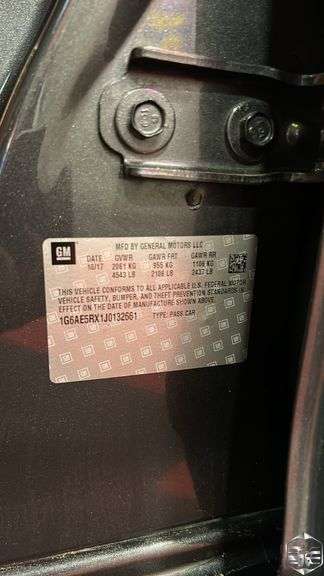 GM
MFD BY GENERAL MOTORS LLC
DATE GVWR GAWR FRT GAWR RR
10/17 2061 KG 955 KG 1106 KG
4543 LB 2106 LB 2437 LB
THIS VEHICLE CONFORMS TO ALL APPLICABLE U.S. FEDERAL MOTOR
VEHICLE SAFETY, BUMPER, AND THEFT PREVENTION STANDARDS IN
EFFECT ON THE DATE OF MANUFACTURE SHOWN ABOVE.
1G6AE5RX1J0132661 TYPE: PASS CAR